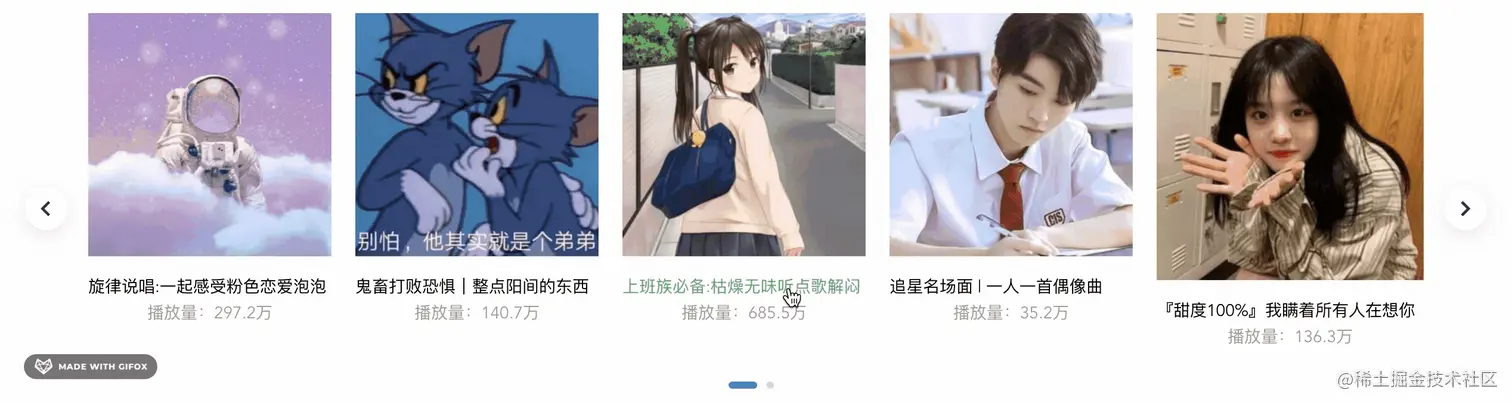 别怕，他其实就是个弟弟
旋律说唱:一起感受粉色恋爱泡泡
播放量：297.2万
鬼畜打败恐惧｜整点阳间的东西
播放量：140.7万
上班族必备:枯燥无味听点歌解闷
播放量：685.5万
CIS
追星名场面 | 一人一首偶像曲
播放量：35.2万
『甜度100%』我瞒着所有人在想你
播放量：136.3万
MADE WITH GIFOX
@稀土掘金技术社区